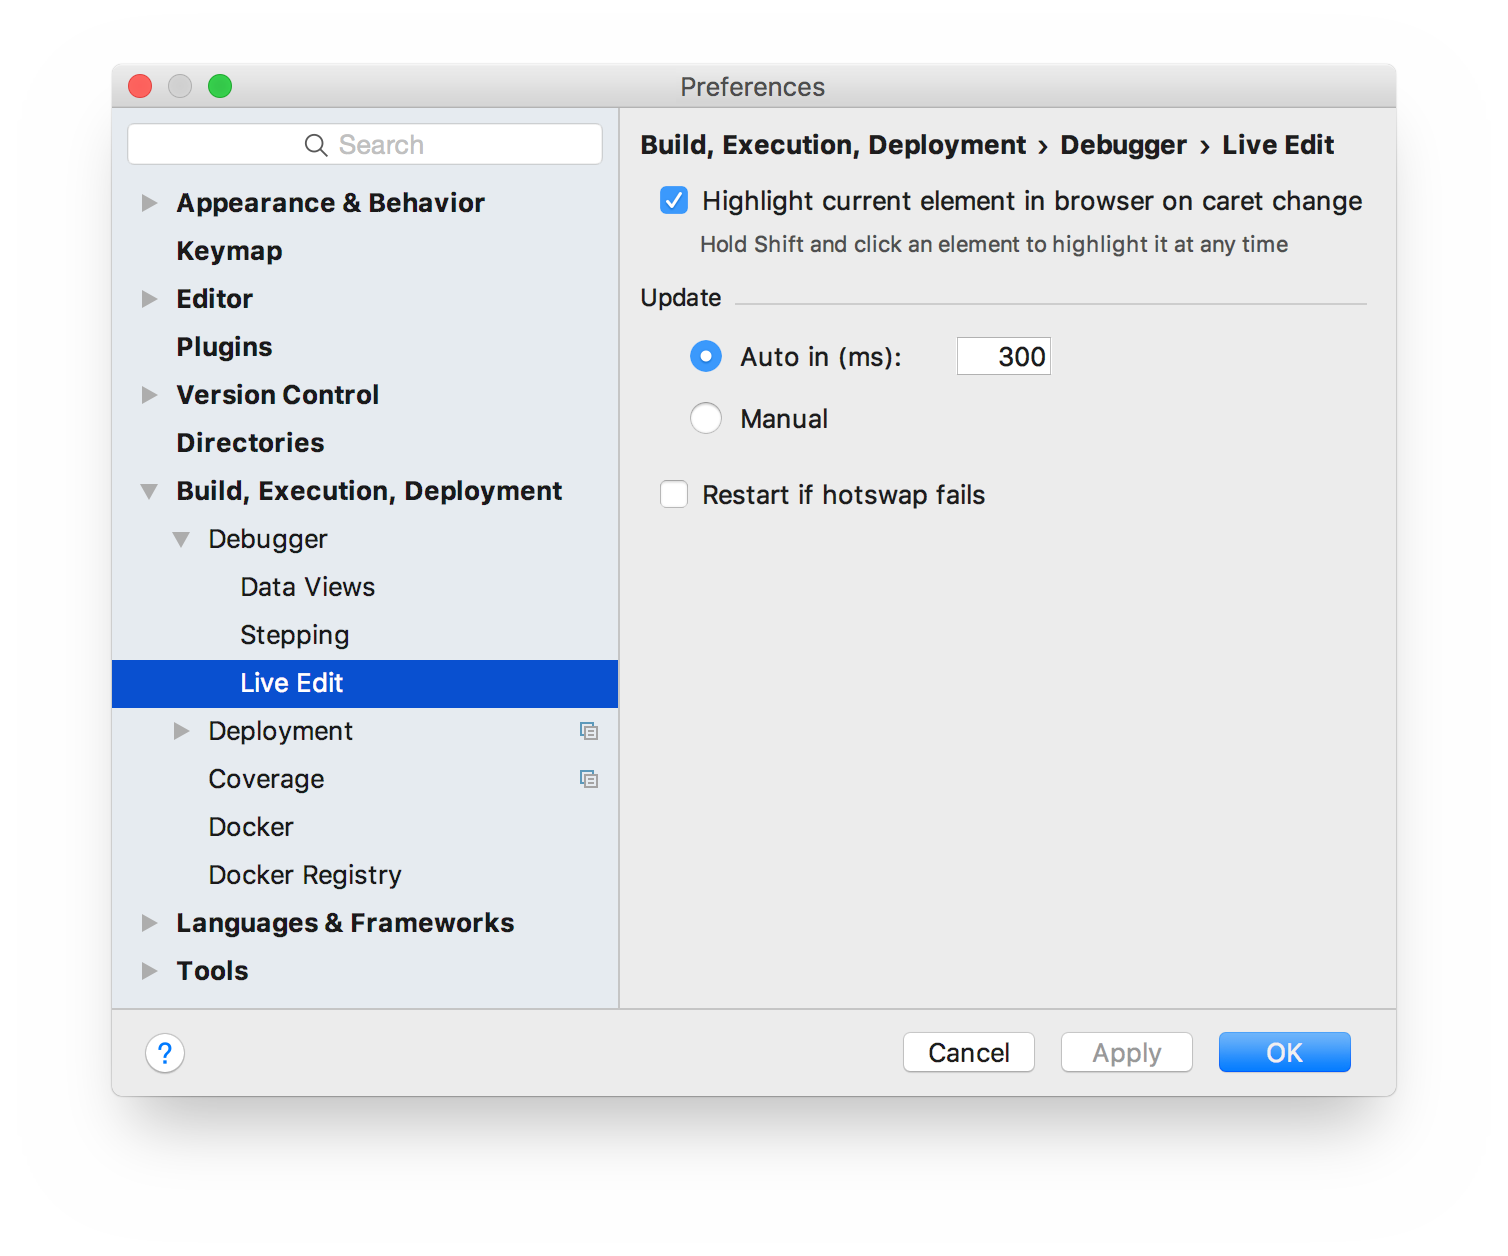 Preferences
Search
Appearance & Behavior
Keymap
Editor
Plugins
Version Control
Directories
Build, Execution, Deployment
Debugger
Data Views
Stepping
Live Edit
Deployment
Coverage
Docker
Docker Registry
Languages & Frameworks
Tools
Build, Execution, Deployment › Debugger › Live Edit
Highlight current element in browser on caret change
Hold Shift and click an element to highlight it at any time
Update
Auto in (ms): 300
Manual
Restart if hotswap fails
? Cancel Apply OK